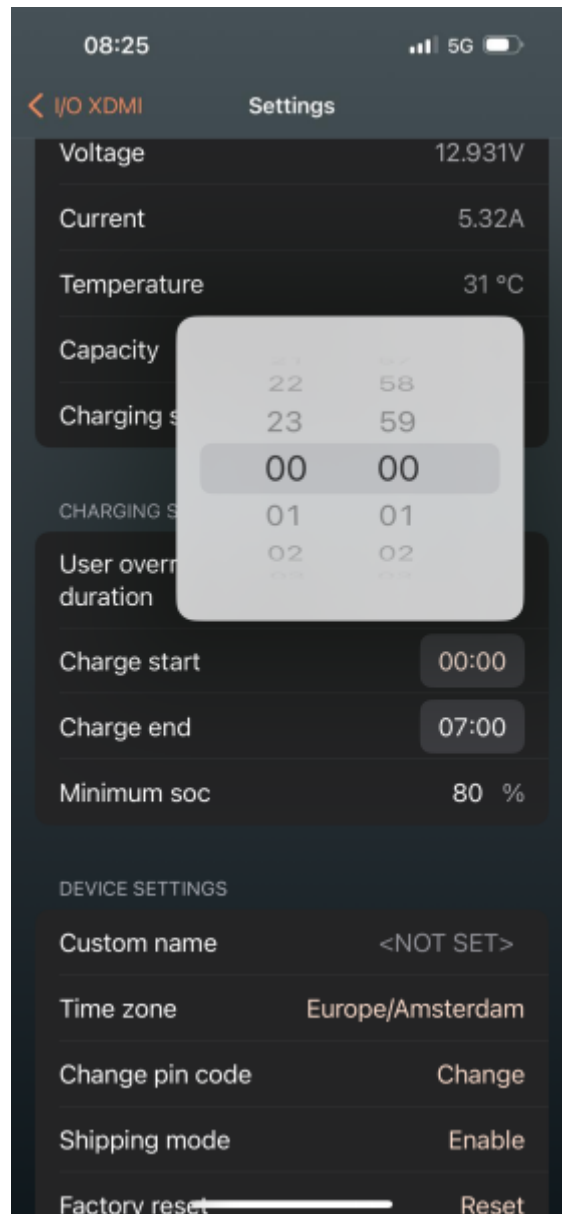 08:25 5G
I/O XDMI Settings
Voltage 12.931V
Current 5.32A
Temperature 31 °C
Capacity
22 58
Charging s 23 59
00 00
CHARGING S 01 01
User overr 02 02
duration
Charge start 00:00
Charge end 07:00
Minimum soc 80 %
DEVICE SETTINGS
Custom name <NOT SET>
Time zone Europe/Amsterdam
Change pin code Change
Shipping mode Enable
Factory reset Reset